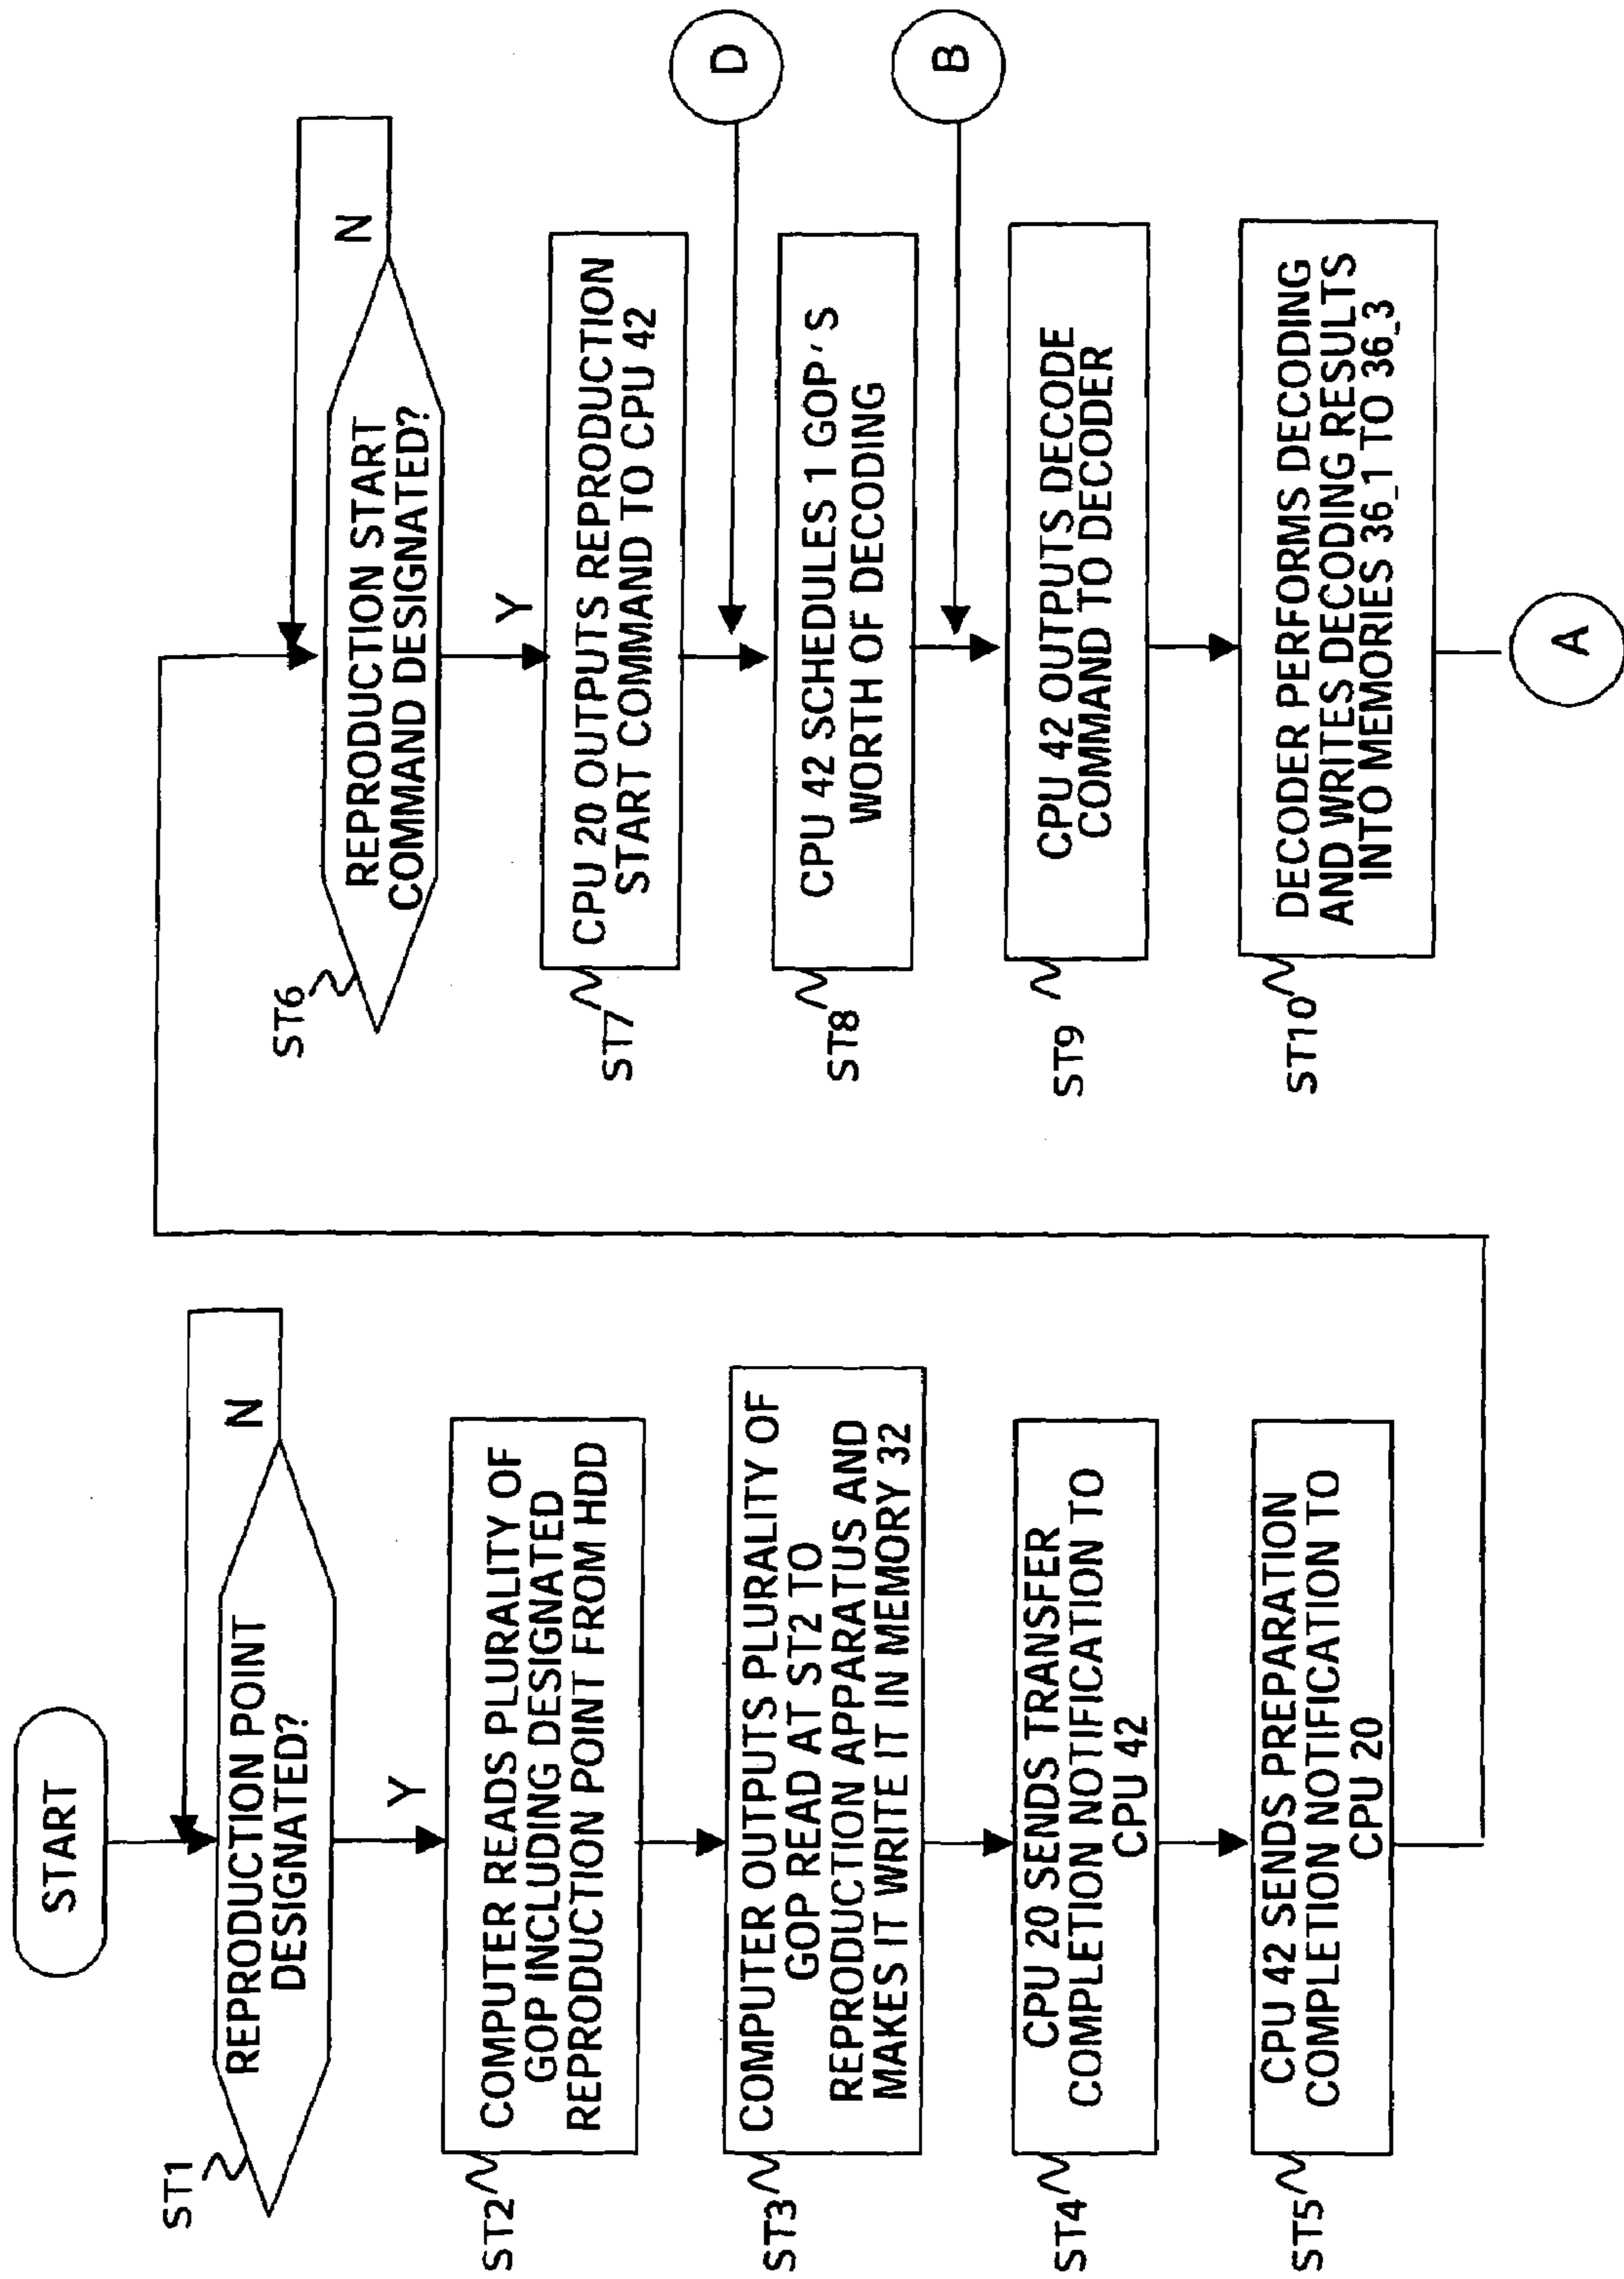 START
ST1
REPRODUCTION POINT
DESIGNATED?
N
Y
ST2
COMPUTER READS PLURALITY OF
GOP INCLUDING DESIGNATED
REPRODUCTION POINT FROM HDD
ST3
COMPUTER OUTPUTS PLURALITY OF
GOP READ AT ST2 TO
REPRODUCTION APPARATUS AND
MAKES IT WRITE IT IN MEMORY 32
ST4
CPU 20 SENDS TRANSFER
COMPLETION NOTIFICATION TO
CPU 42
ST5
CPU 42 SENDS PREPARATION
COMPLETION NOTIFICATION TO
CPU 20
ST6
REPRODUCTION START
COMMAND DESIGNATED?
N
Y
ST7
CPU 20 OUTPUTS REPRODUCTION
START COMMAND TO CPU 42
D
ST8
CPU 42 SCHEDULES 1 GOP'S
WORTH OF DECODING
B
ST9
CPU 42 OUTPUTS DECODE
COMMAND TO DECODER
ST10
DECODER PERFORMS DECODING
AND WRITES DECODING RESULTS
INTO MEMORIES 36_1 TO 36_3
A